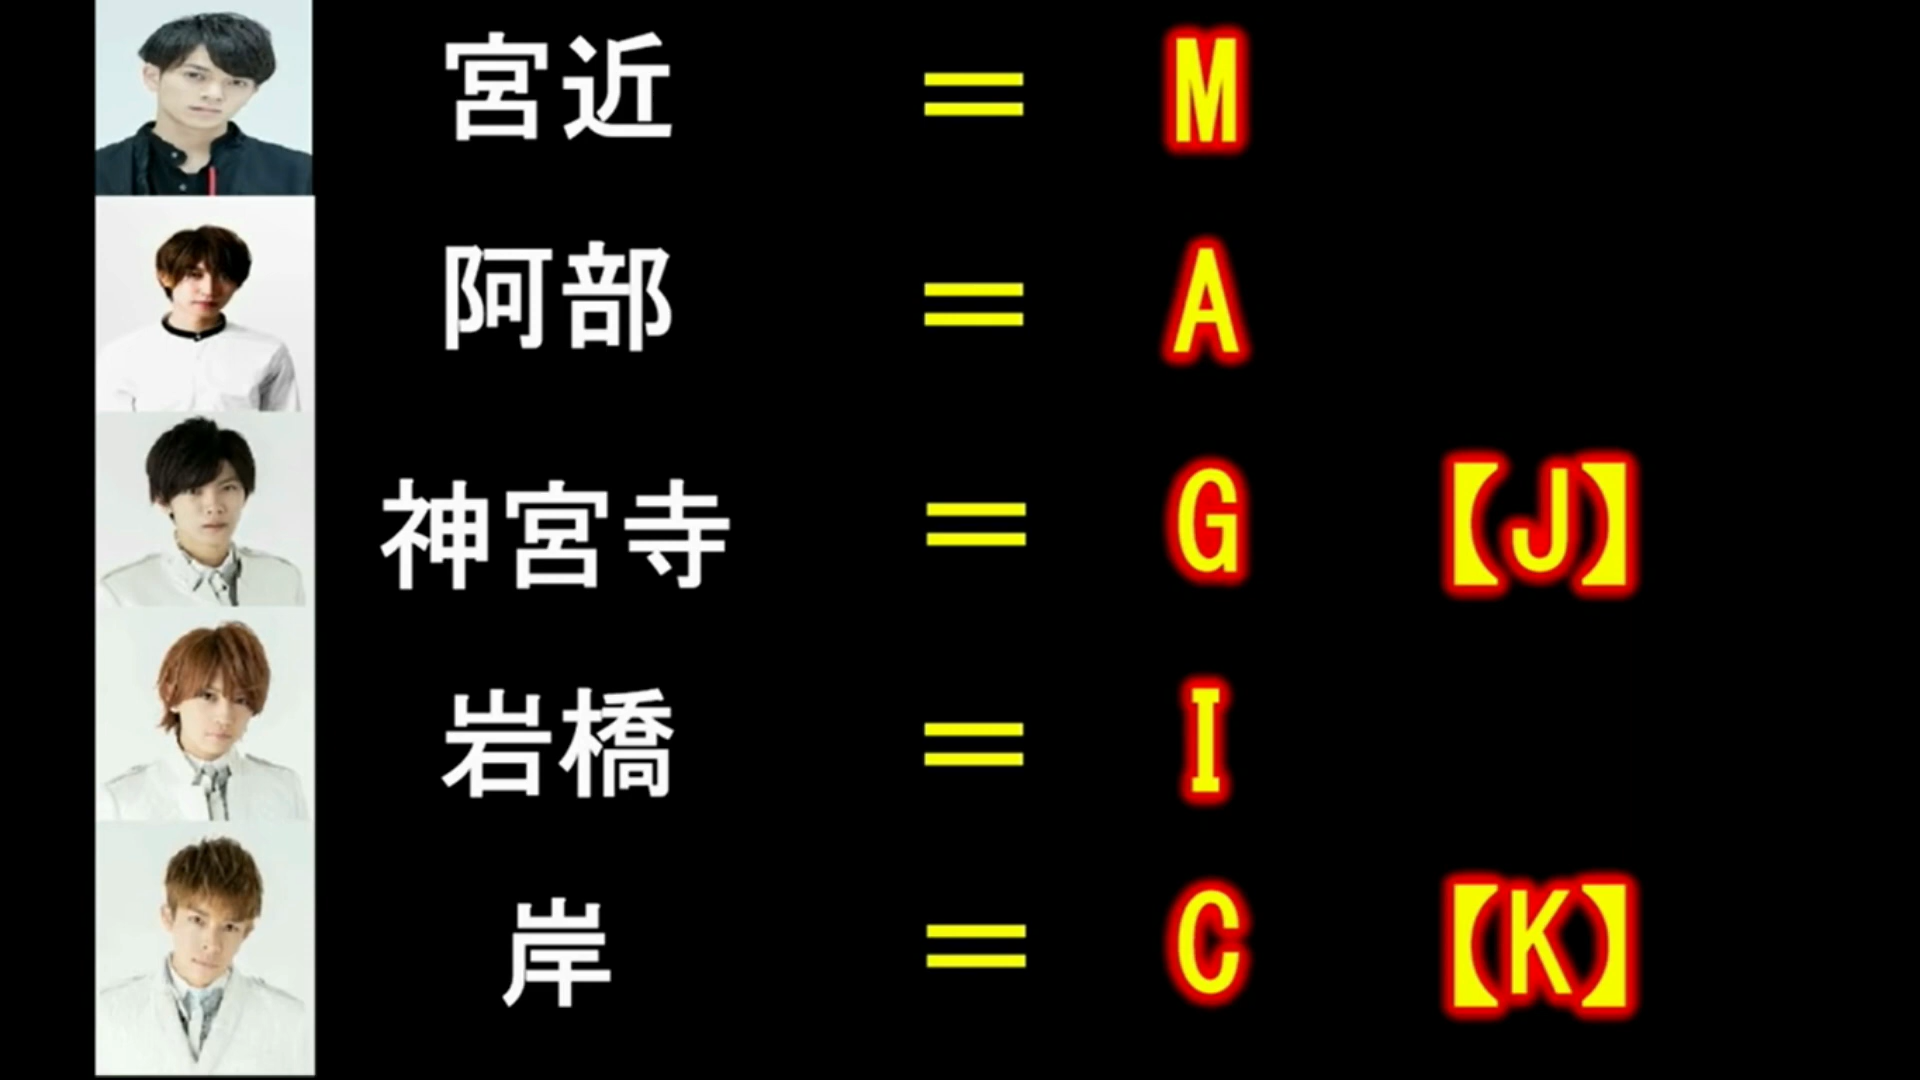 宮近 = M
阿部 = A
神宮寺 = G 【J】
岩橋 = I
岸 = C 【K】